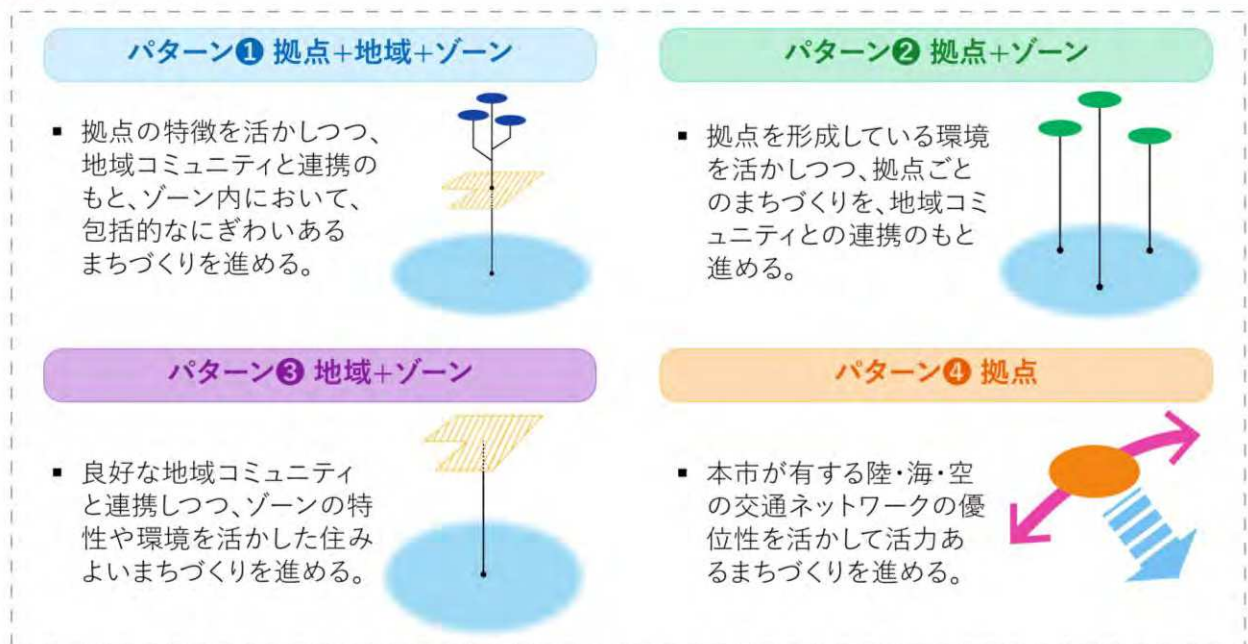 パターン❶ 拠点+地域+ゾーン
▪ 拠点の特徴を活かしつつ、
地域コミュニティと連携の
もと、ゾーン内において、
包括的なにぎわいある
まちづくりを進める。
パターン❷ 拠点+ゾーン
▪ 拠点を形成している環境
を活かしつつ、拠点ごと
のまちづくりを、地域コミ
ュニティとの連携のもと
進める。
パターン❸ 地域+ゾーン
▪ 良好な地域コミュニティ
と連携しつつ、ゾーンの特
性や環境を活かした住み
よいまちづくりを進める。
パターン❹ 拠点
▪ 本市が有する陸・海・空
の交通ネットワークの優
位性を活かして活力あ
るまちづくりを進める。